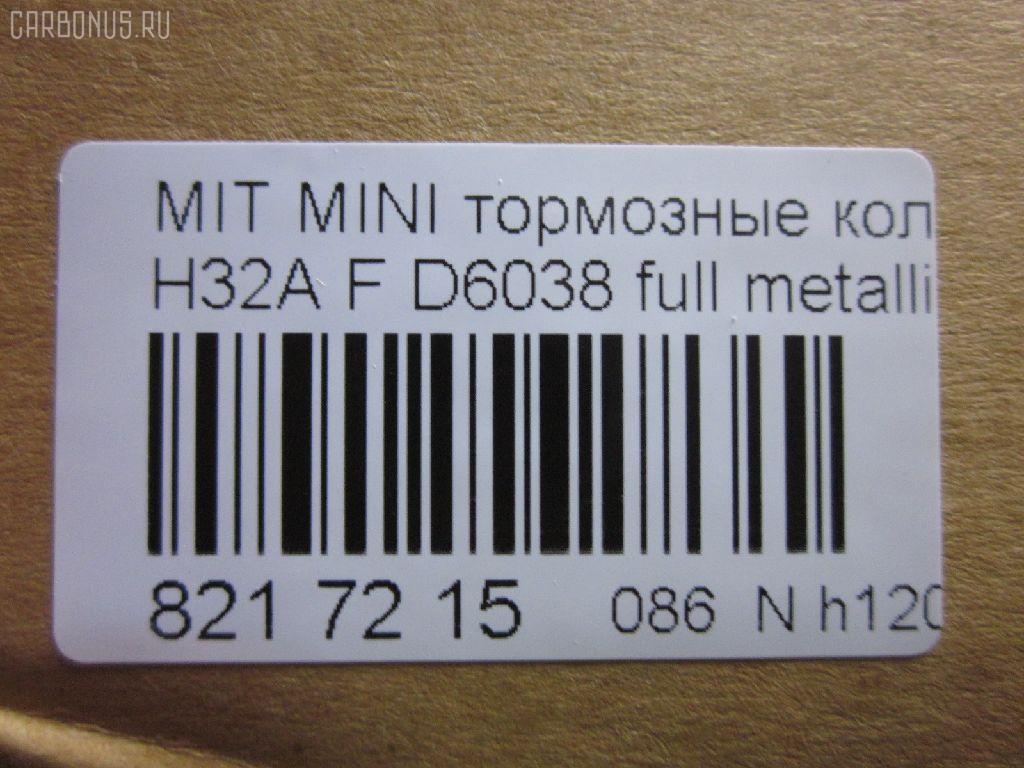 CARBONUS.RU
MIT MINI тормозные кол
H32A F D6038 full metalli
821 72 15 086 N h120